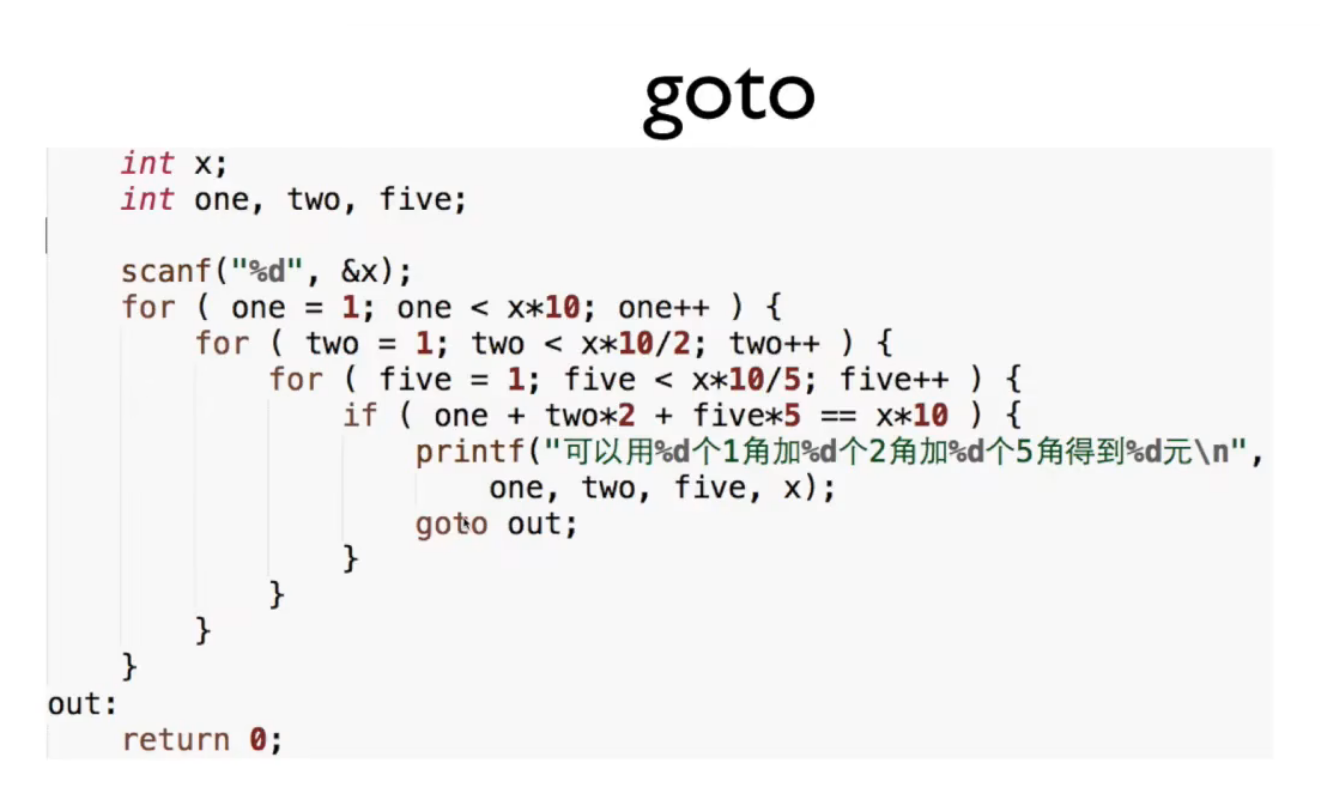 goto
int x;
int one, two, five;
scanf("%d", &x);
for ( one = 1; one < x*10; one++ ) {
for ( two = 1; two < x*10/2; two++ ) {
for ( five = 1; five < x*10/5; five++ ) {
if ( one + two*2 + five*5 == x*10 ) {
printf("可以用%d个1角加%d个2角加%d个5角得到%d元\n",
one, two, five, x);
goto out;
}
}
}
}
out:
return 0;